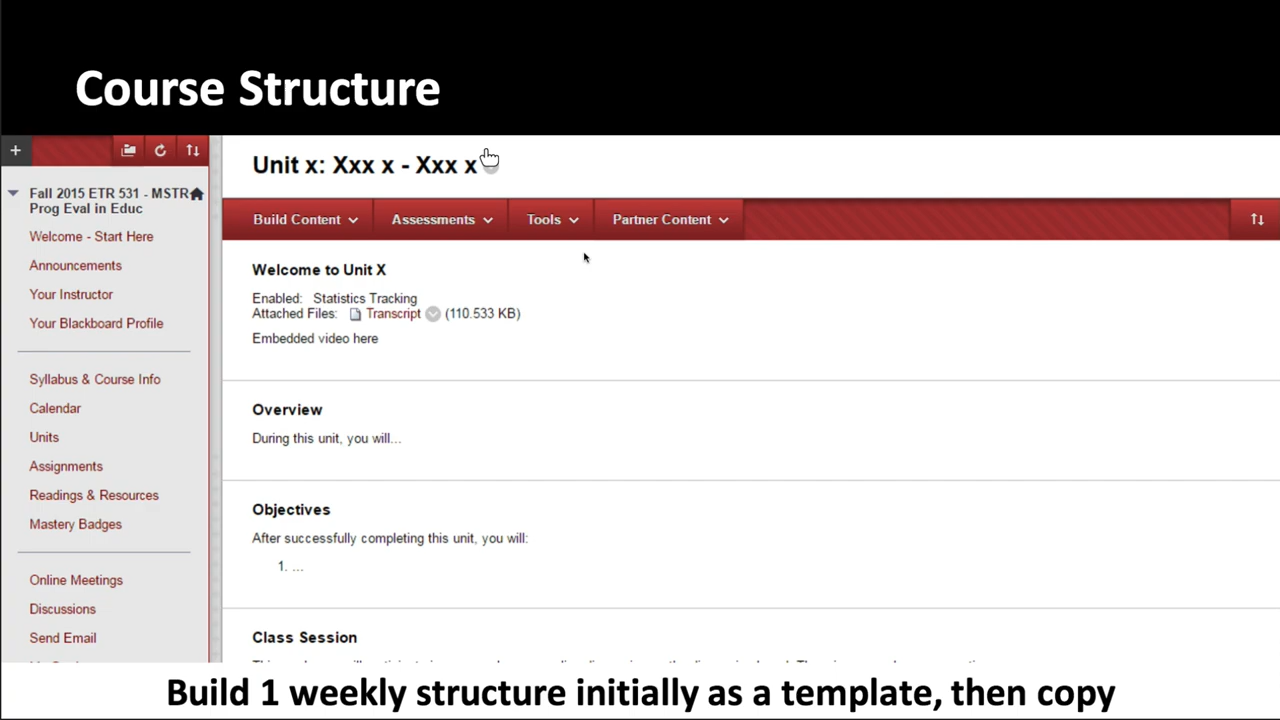 Course Structure
Fall 2015 ETR 531 - MSTR
Prog Eval in Educ
Welcome - Start Here
Announcements
Your Instructor
Your Blackboard Profile
Syllabus & Course Info
Calendar
Units
Assignments
Readings & Resources
Mastery Badges
Online Meetings
Discussions
Send Email
Unit x: Xxx x - Xxx x
Build Content Assessments Tools Partner Content
Welcome to Unit X
Enabled: Statistics Tracking
Attached Files: Transcript (110.533 KB)
Embedded video here
Overview
During this unit, you will...
Objectives
After successfully completing this unit, you will:
1. ...
Class Session
Build 1 weekly structure initially as a template, then copy